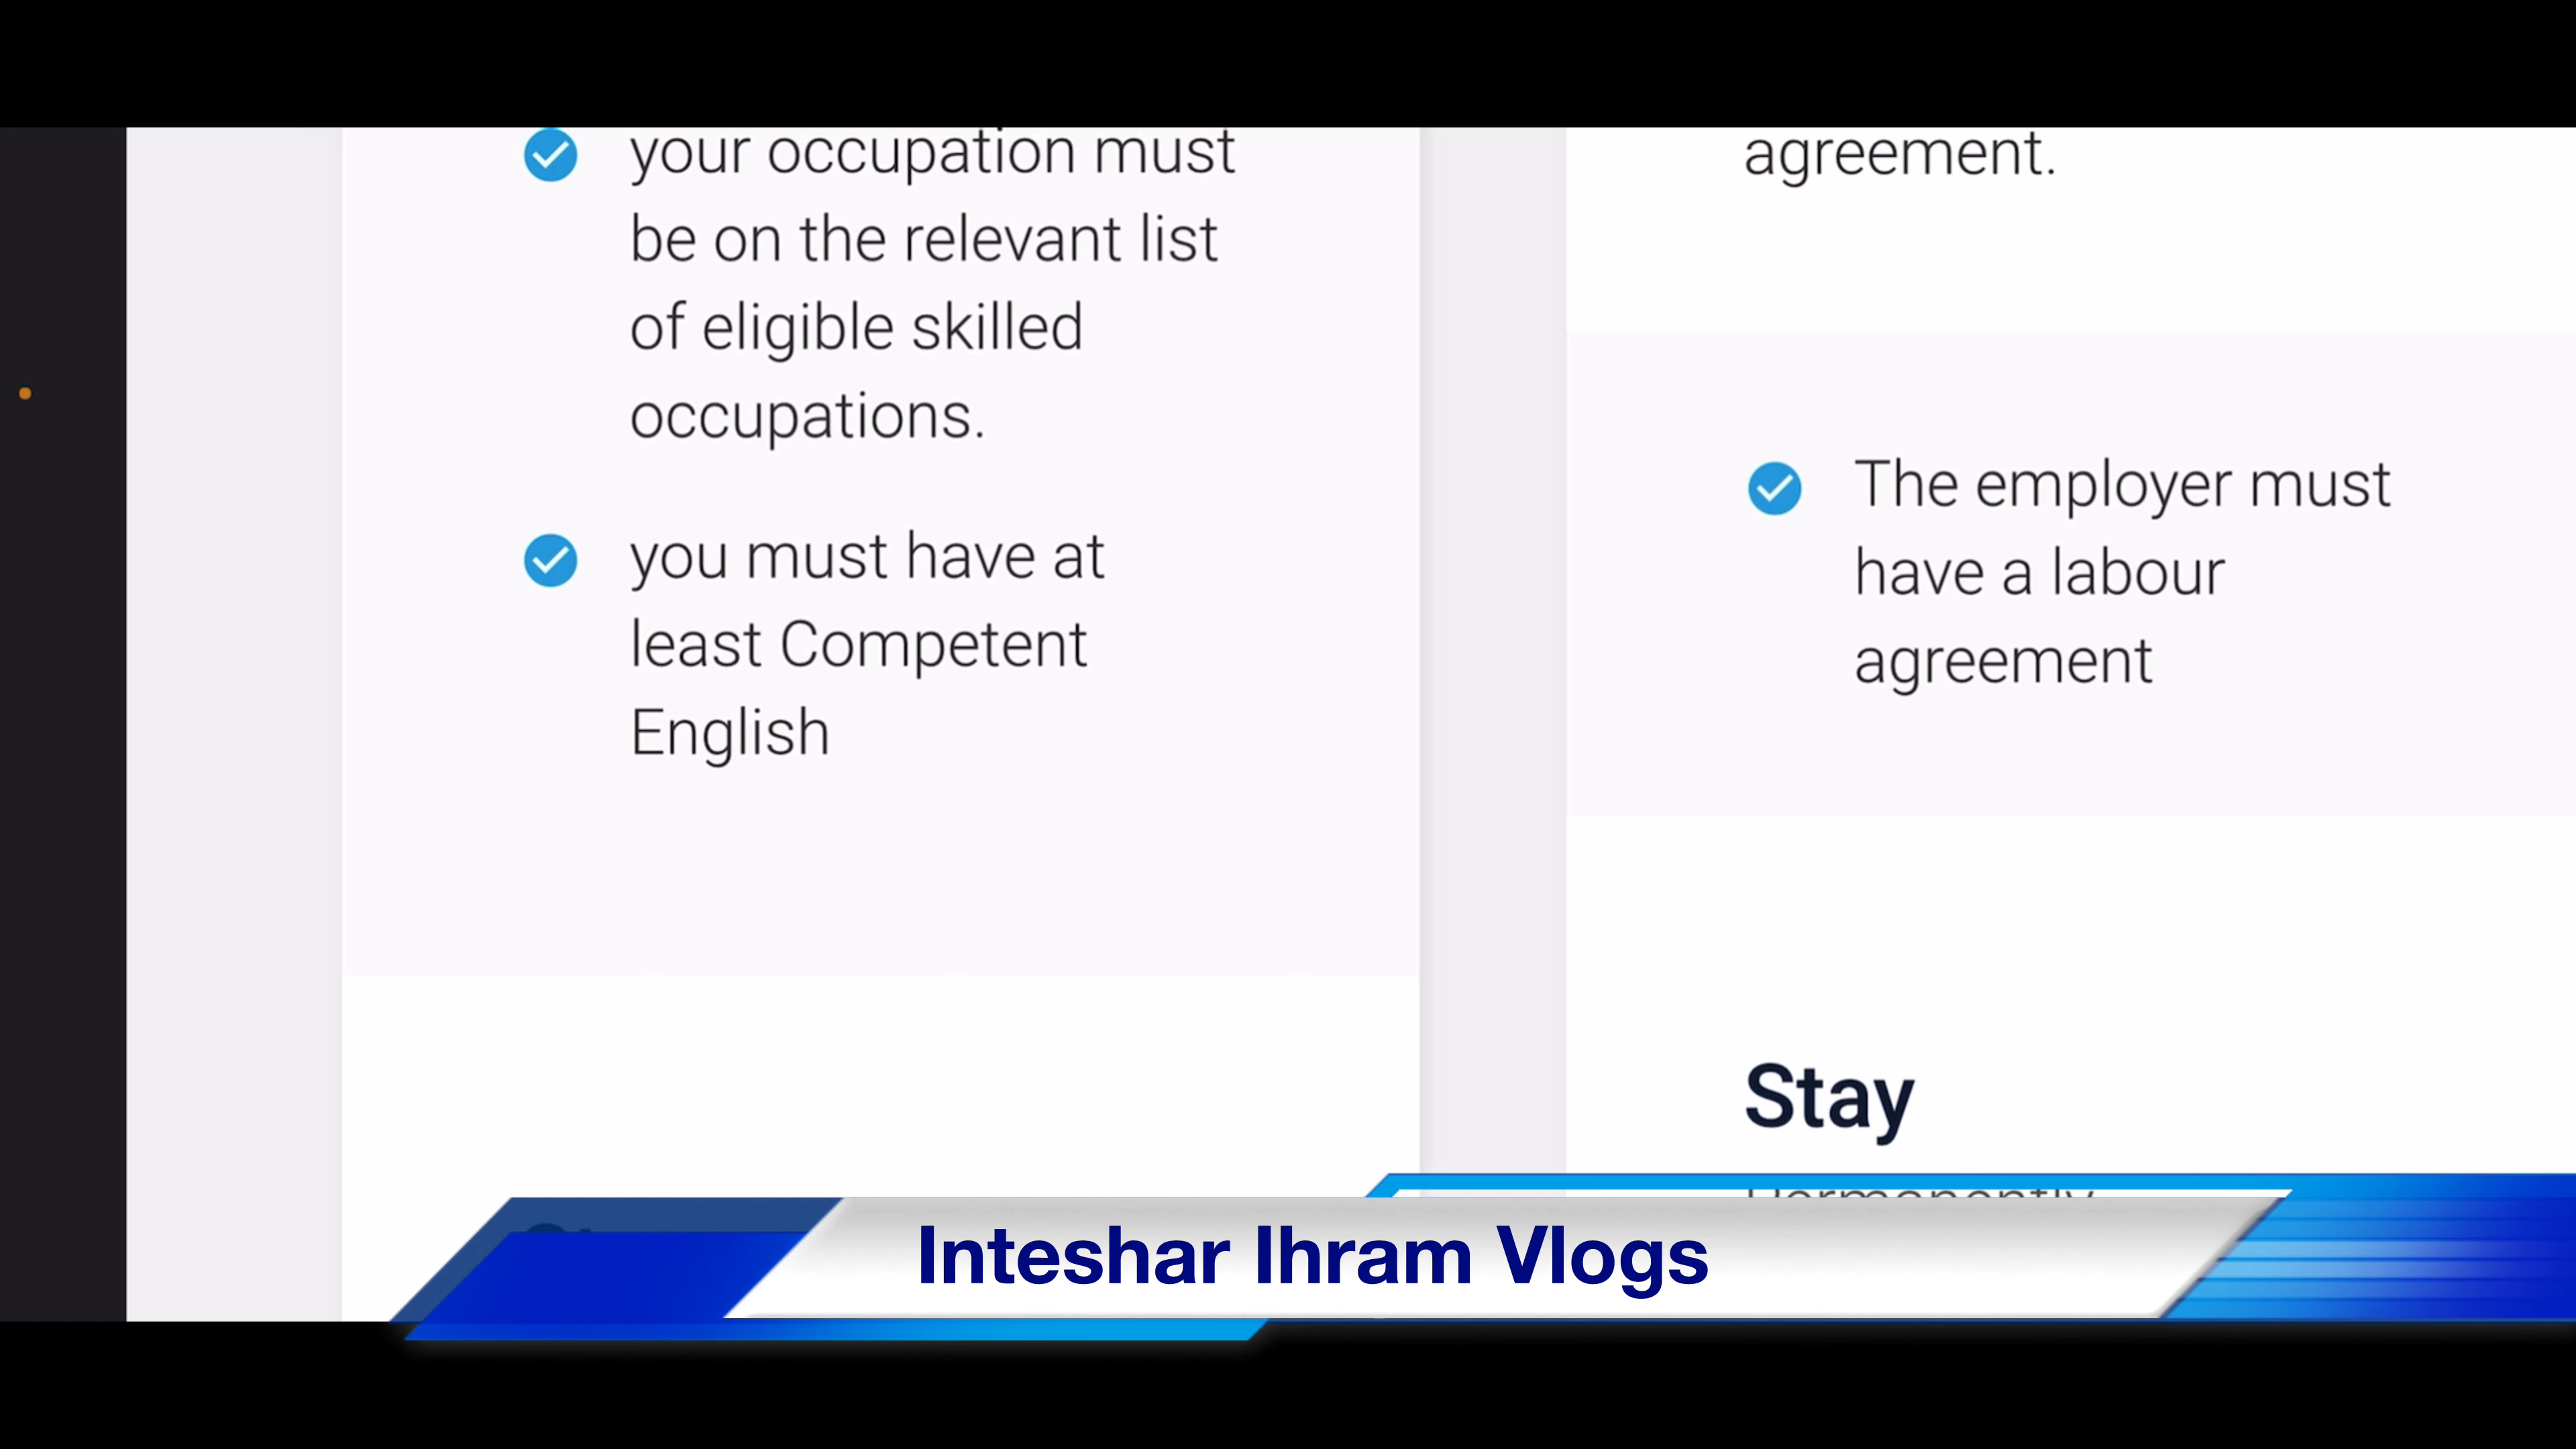 your occupation must
be on the relevant list
of eligible skilled
occupations.
you must have at
least Competent
English
agreement.
The employer must
have a labour
agreement
Stay
Permanently
Inteshar Ihram Vlogs